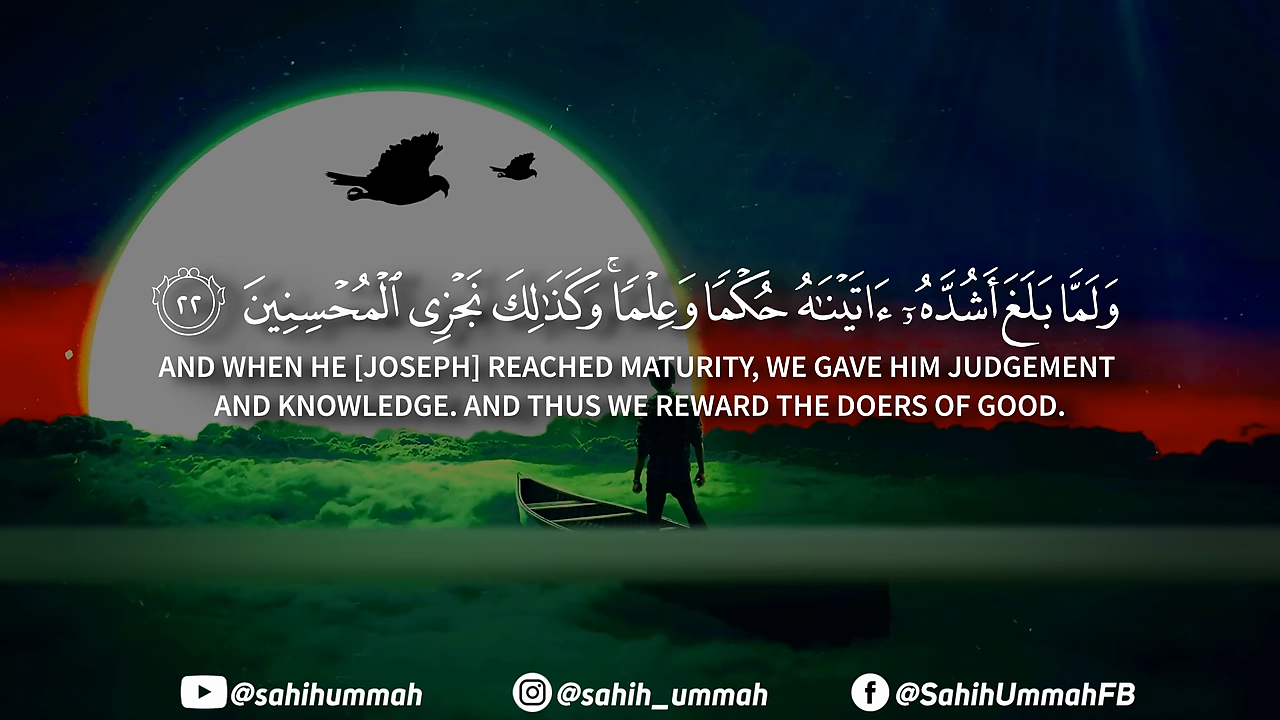 وَلَمَّا بَلَغَ أَشُدَّهُۥٓ ءَاتَيْنَـٰهُ حُكْمًا وَعِلْمًا ۚ وَكَذَٰلِكَ نَجْزِى ٱلْمُحْسِنِينَ ٢٢
AND WHEN HE [JOSEPH] REACHED MATURITY, WE GAVE HIM JUDGEMENT
AND KNOWLEDGE. AND THUS WE REWARD THE DOERS OF GOOD.
@sahihummah @sahih_ummah @SahihUmmahFB